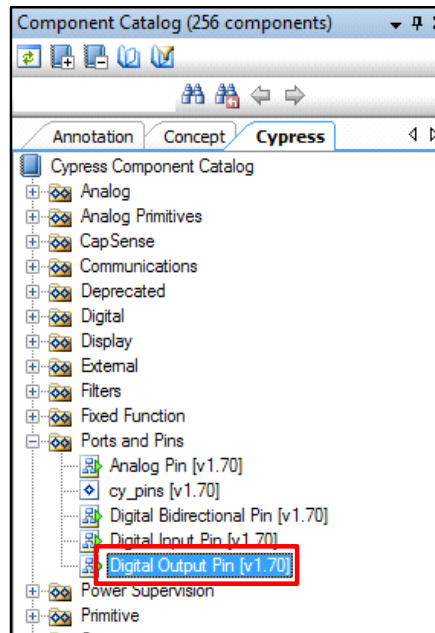 Component Catalog (256 components)
Annotation Concept Cypress
Cypress Component Catalog
Analog
Analog Primitives
CapSense
Communications
Deprecated
Digital
Display
External
Filters
Fixed Function
Ports and Pins
Analog Pin [v1.70]
cy_pins [v1.70]
Digital Bidirectional Pin [v1.70]
Digital Input Pin [v1.70]
Digital Output Pin [v1.70]
Power Supervision
Primitive